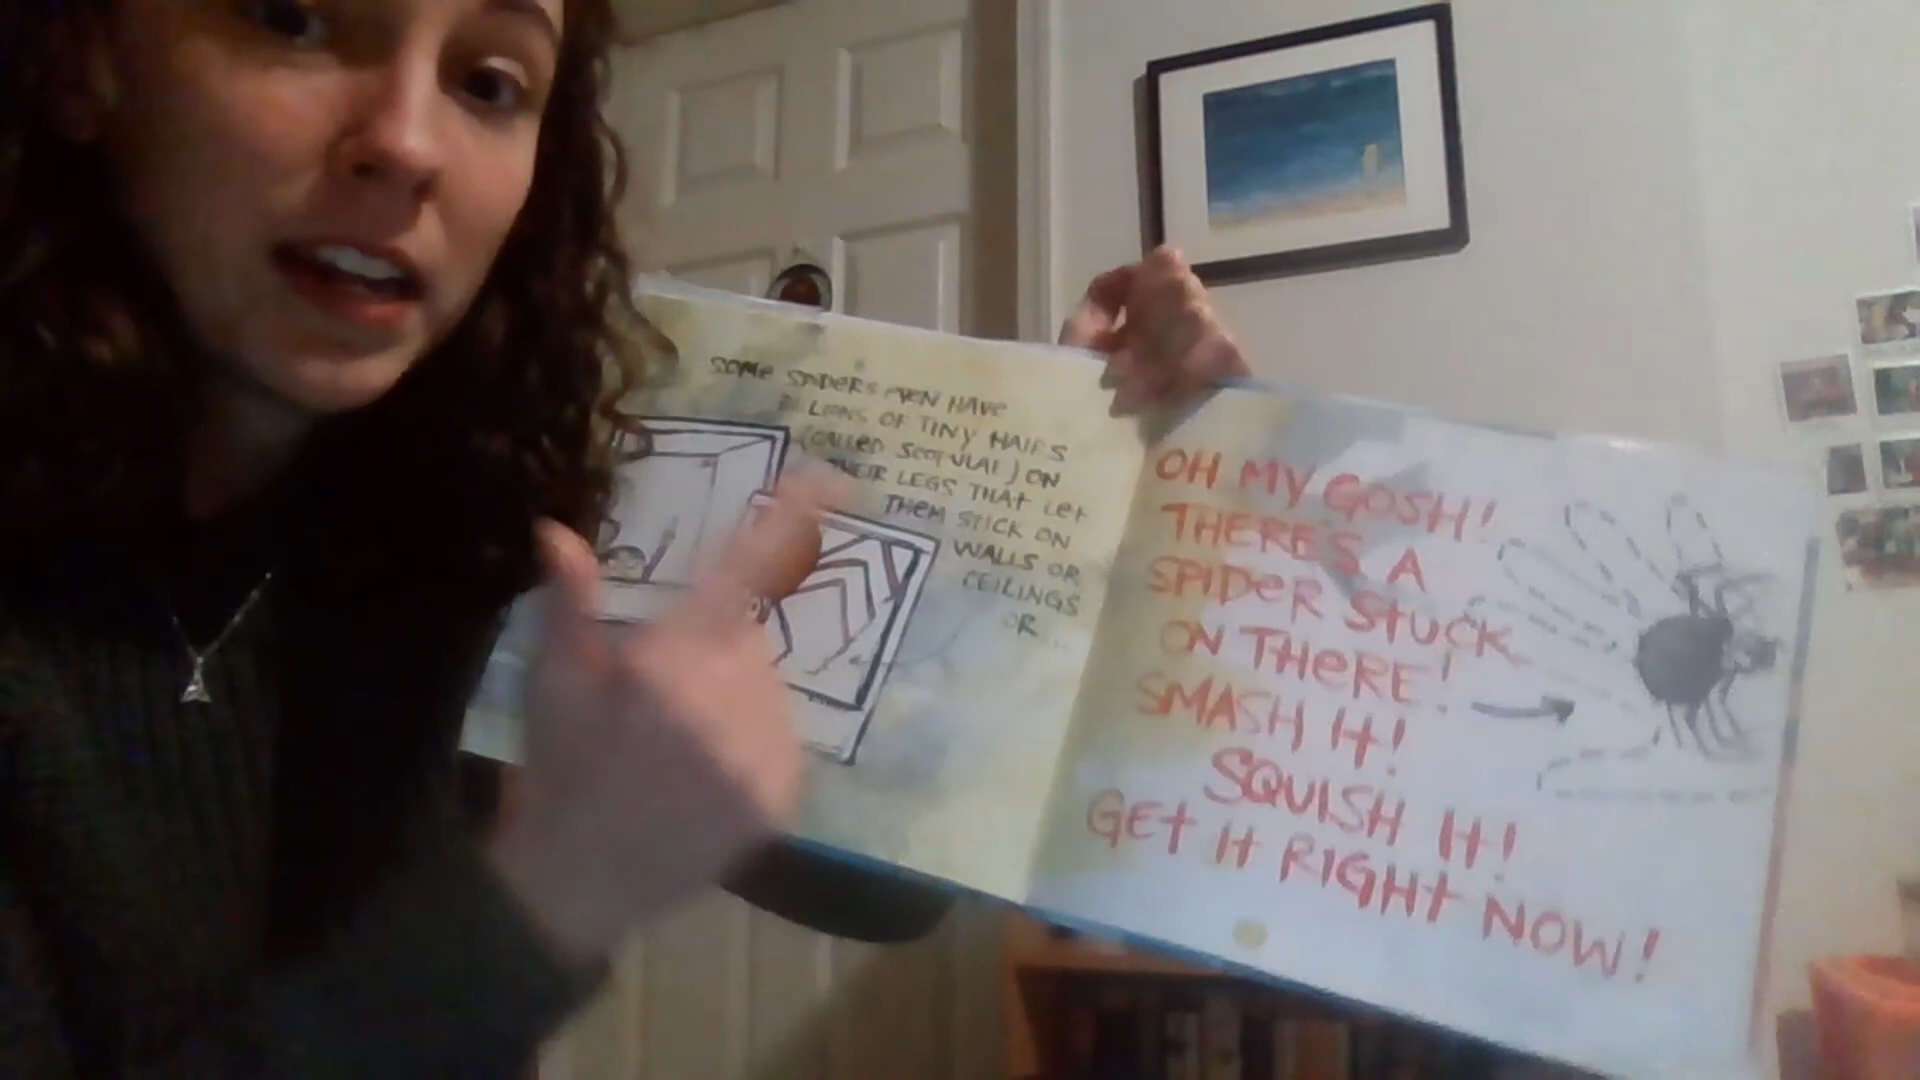 SOME SPIDERS EVEN HAVE
BILLIONS OF TINY HAIRS
(CALLED SCOPULAE) ON
THEIR LEGS THAT LET
THEM STICK ON
WALLS OR
CEILINGS
OR...
OH MY GOSH!
THERE'S A
SPIDER STUCK
ON THERE!
SMASH IT!
SQUISH IT!
GET IT RIGHT NOW!